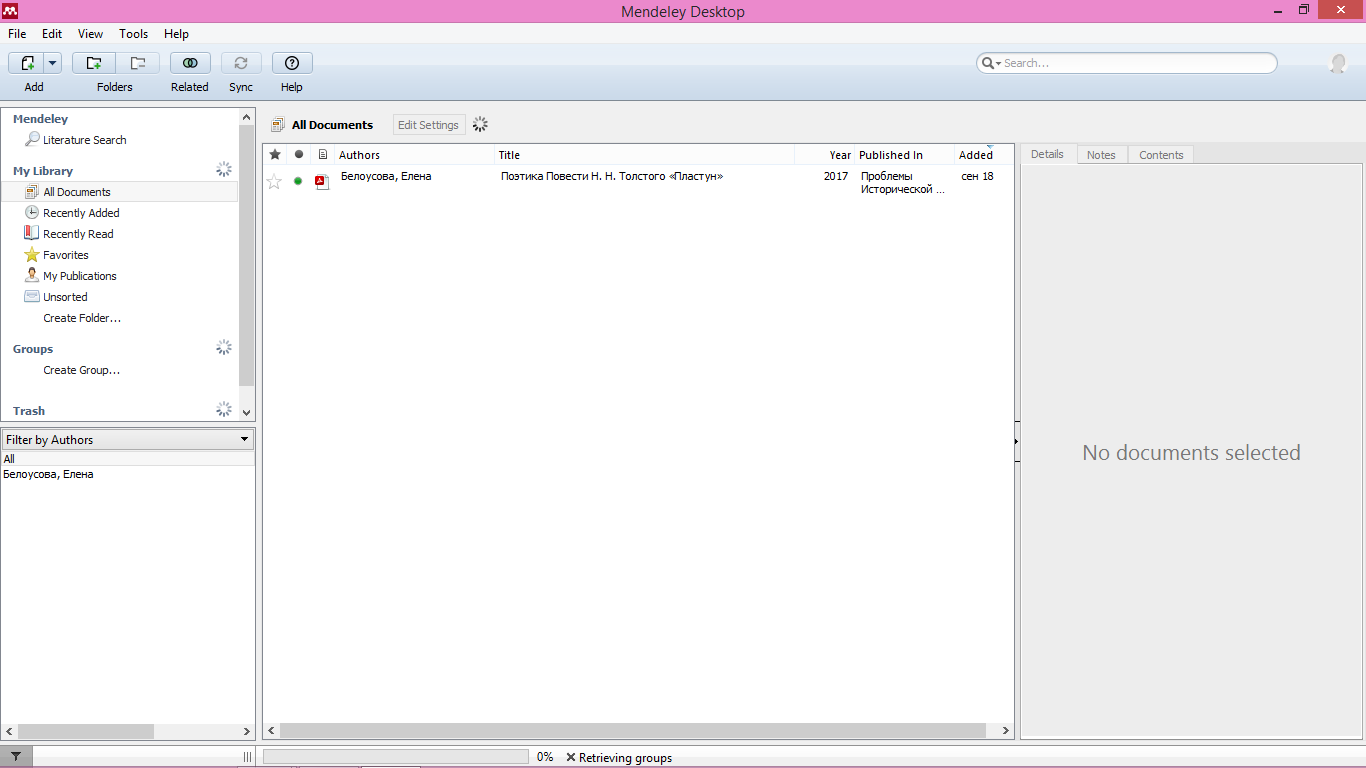 Mendeley Desktop
File Edit View Tools Help
Search...
Add Folders Related Sync Help
Mendeley
Literature Search
My Library
All Documents
Recently Added
Recently Read
Favorites
My Publications
Unsorted
Create Folder...
Groups
Create Group...
Trash
Filter by Authors
All
Белоусова, Елена
All Documents Edit Settings
Authors Title Year Published In Added
Белоусова, Елена Поэтика Повести Н. Н. Толстого «Пластун» 2017 Проблемы сен 18
Исторической ...
Details Notes Contents
No documents selected
0% Retrieving groups